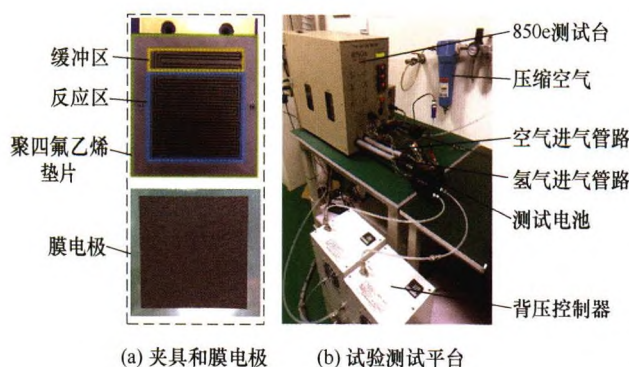 缓冲区
反应区
聚四氟乙烯
垫片
膜电极
850e测试台
压缩空气
空气进气管路
氢气进气管路
测试电池
背压控制器
(a) 夹具和膜电极
(b) 试验测试平台